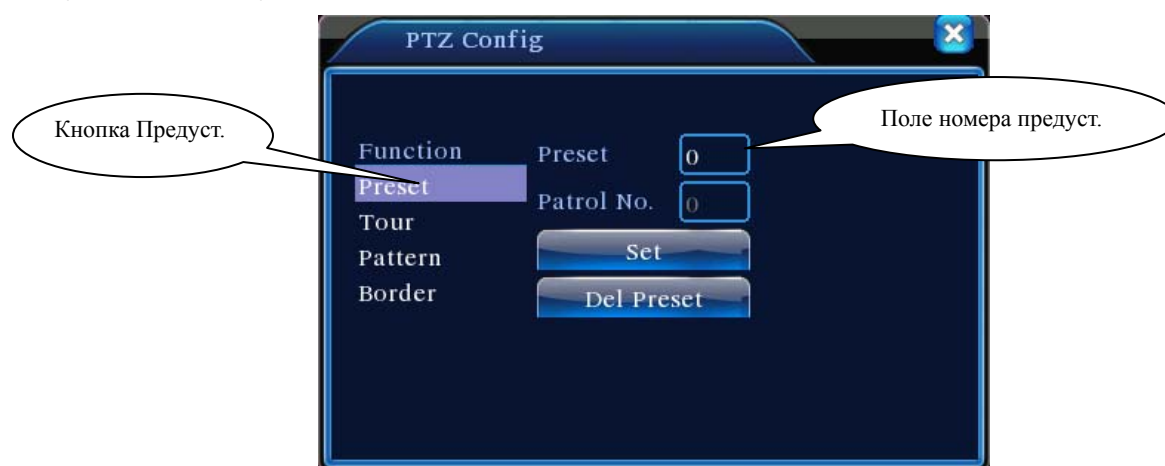 PTZ Config
Кнопка Предуст.
Поле номера предуст.
Function
Preset
0
Preset
Patrol No.
0
Tour
Pattern
Set
Border
Del Preset